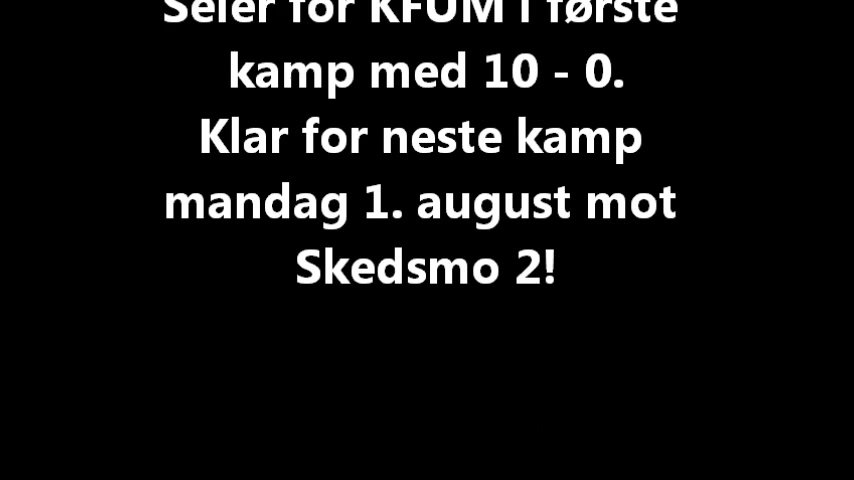 Seier for KFUM i første
kamp med 10 - 0.
Klar for neste kamp
mandag 1. august mot
Skedsmo 2!